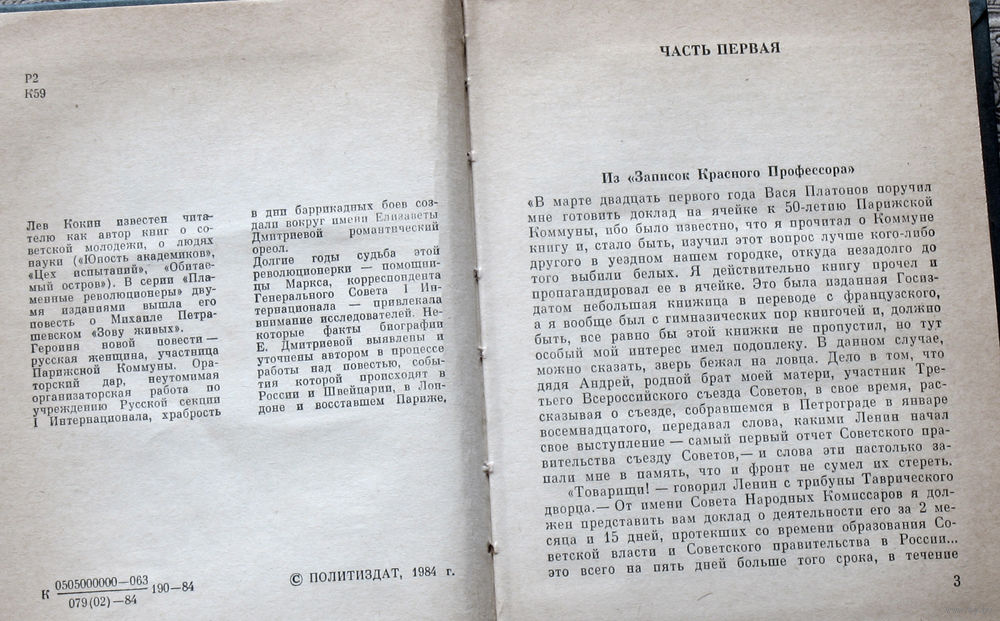 Р2
К59
Лев Кокин известен чита-
телю как автор книг о со-
ветской молодежи, о людях
науки («Юность академиков»,
«Цех испытаний», «Обитае-
мый остров»). В серии «Пла-
менные революционеры» дву-
мя изданиями вышла его
повесть о Михаиле Петра-
шевском «Зову живых».
Героиня новой повести —
русская женщина, участница
Парижской Коммуны. Ора-
торский дар, неутомимая
организаторская работа по
учреждению Русской секции
I Интернационала, храбрость
в дни баррикадных боев соз-
дали вокруг имени Елизаветы
Дмитриевой романтический
ореол.
Долгие годы судьба этой
революционерки — помощни-
цы Маркса, корреспондента
Генерального Совета I Ин-
тернационала — привлекала
внимание исследователей. Не-
которые факты биографии
Е. Дмитриевой выявлены и
уточнены автором в процессе
работы над повестью, собы-
тия которой происходят в
России и Швейцарии, в Лон-
доне и восставшем Париже,
К 0505000000—063
079(02)—84 190—84
© ПОЛИТИЗДАТ, 1984 г.
ЧАСТЬ ПЕРВАЯ
Из «Записок Красного Профессора»
«В марте двадцать первого года Вася Платонов поручил
мне готовить доклад на ячейке к 50-летию Парижской
Коммуны, ибо было известно, что я прочитал о Коммуне
книгу и, стало быть, изучил этот вопрос лучше кого-либо
другого в уездном нашем городке, откуда незадолго до
того выбили белых. Я действительно книгу прочел и
пропагандировал ее в ячейке. Это была изданная Госиз-
датом небольшая книжица в переводе с французского,
а я вообще был с гимназических пор книгочей и, должно
быть, все равно бы этой книжки не пропустил, но тут
особый мой интерес имел подоплеку. В данном случае,
можно сказать, зверь бежал на ловца. Дело в том, что
дядя Андрей, родной брат моей матери, участник Тре-
тьего Всероссийского съезда Советов, в свое время, рас-
сказывая о съезде, собравшемся в Петрограде в январе
восемнадцатого, передавал слова, какими Ленин начал
свое выступление — самый первый отчет Советского пра-
вительства съезду Советов,— и слова эти настолько за-
пали мне в память, что и фронт не сумел их стереть.
«Товарищи! — говорил Ленин с трибуны Таврического
дворца.— От имени Совета Народных Комиссаров я дол-
жен представить вам доклад о деятельности его за 2 ме-
сяца и 15 дней, протекших со времени образования Со-
ветской власти и Советского правительства в России...
это всего на пять дней больше того срока, в течение
3